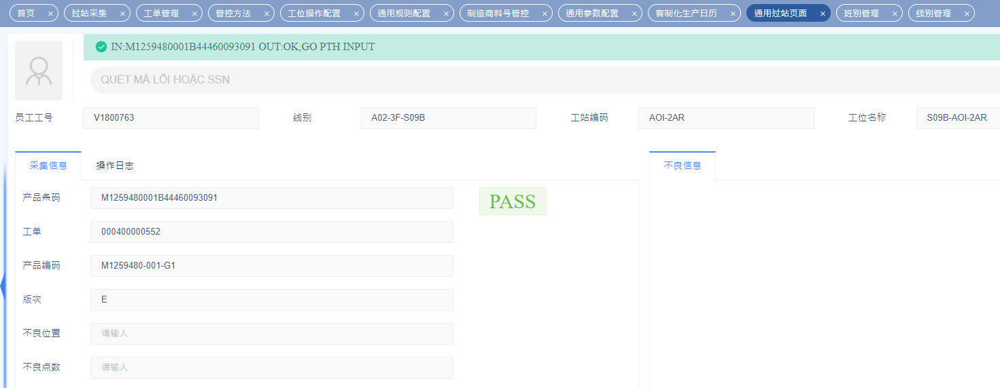 首页 × 过站采集 × 工单管理 × 管控方法 × 工位操作配置 × 通用规则配置 × 制造商料号管控 × 通用参数配置 × 客制化生产日历 × 通用过站页面 × 班别管理 × 线别管理 ×
IN:M1259480001B44460093091 OUT:OK,GO PTH INPUT
QUÉT MÃ LỖI HOẶC SSN
员工工号 V1800763 线别 A02-3F-S09B 工站编码 AOI-2AR 工位名称 S09B-AOI-2AR
采集信息 操作日志 不良信息
产品条码 M1259480001B44460093091 PASS
工单 000400000552
产品编码 M1259480-001-G1
版次 E
不良位置 请输入
不良点数 请输入